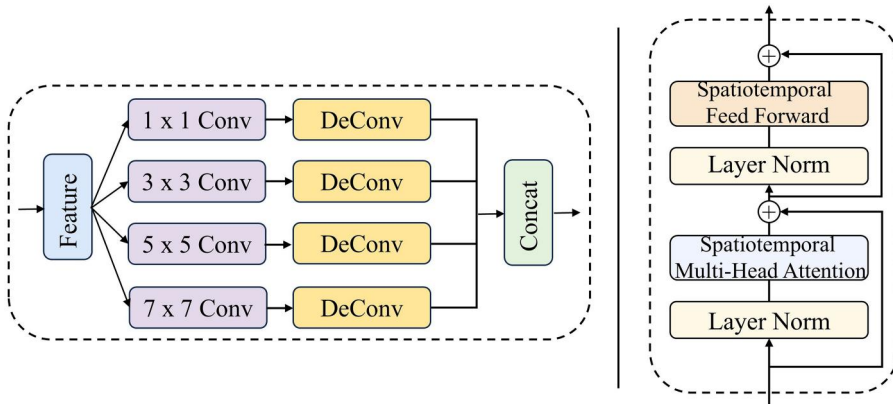 Feature
1 x 1 Conv
DeConv
3 x 3 Conv
DeConv
5 x 5 Conv
DeConv
7 x 7 Conv
DeConv
Concat
Spatiotemporal
Feed Forward
Layer Norm
Spatiotemporal
Multi-Head Attention
Layer Norm